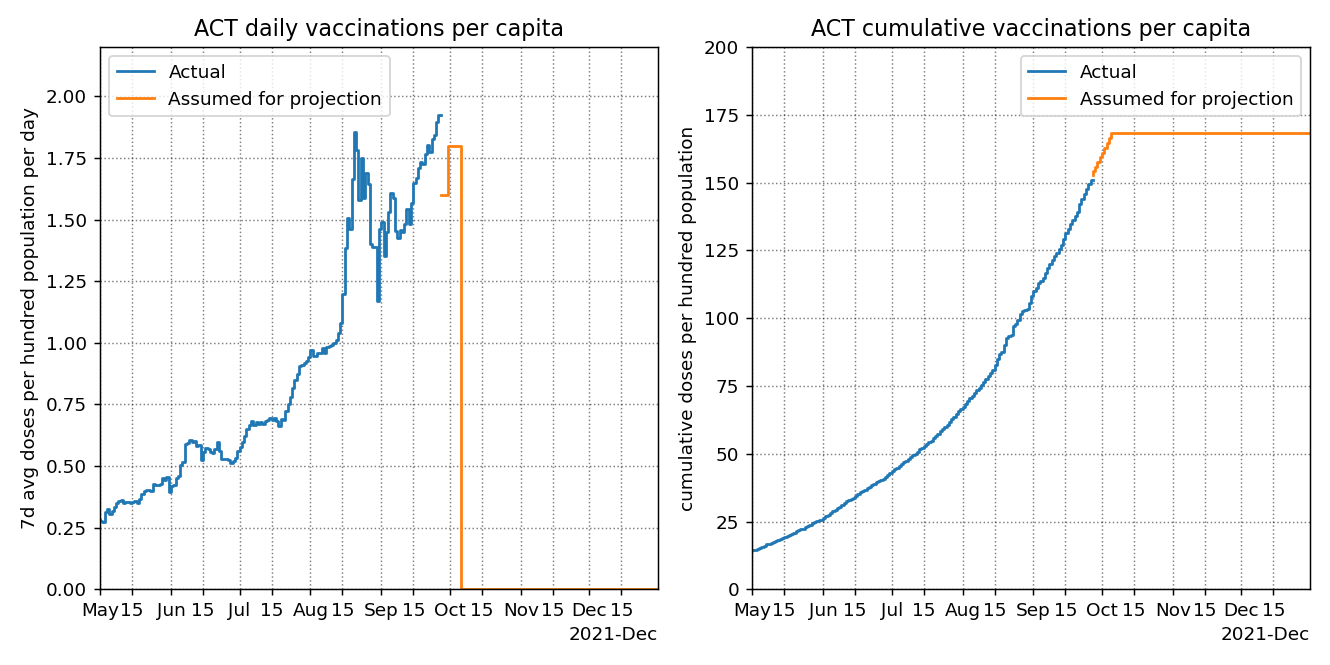 ACT daily vaccinations per capita
7d avg doses per hundred population per day
Actual
Assumed for projection
2.00
1.75
1.50
1.25
1.00
0.75
0.50
0.25
0.00
May 15 Jun 15 Jul 15 Aug 15 Sep 15 Oct 15 Nov 15 Dec 15
2021-Dec
ACT cumulative vaccinations per capita
cumulative doses per hundred population
Actual
Assumed for projection
200
175
150
125
100
75
50
25
0
May 15 Jun 15 Jul 15 Aug 15 Sep 15 Oct 15 Nov 15 Dec 15
2021-Dec